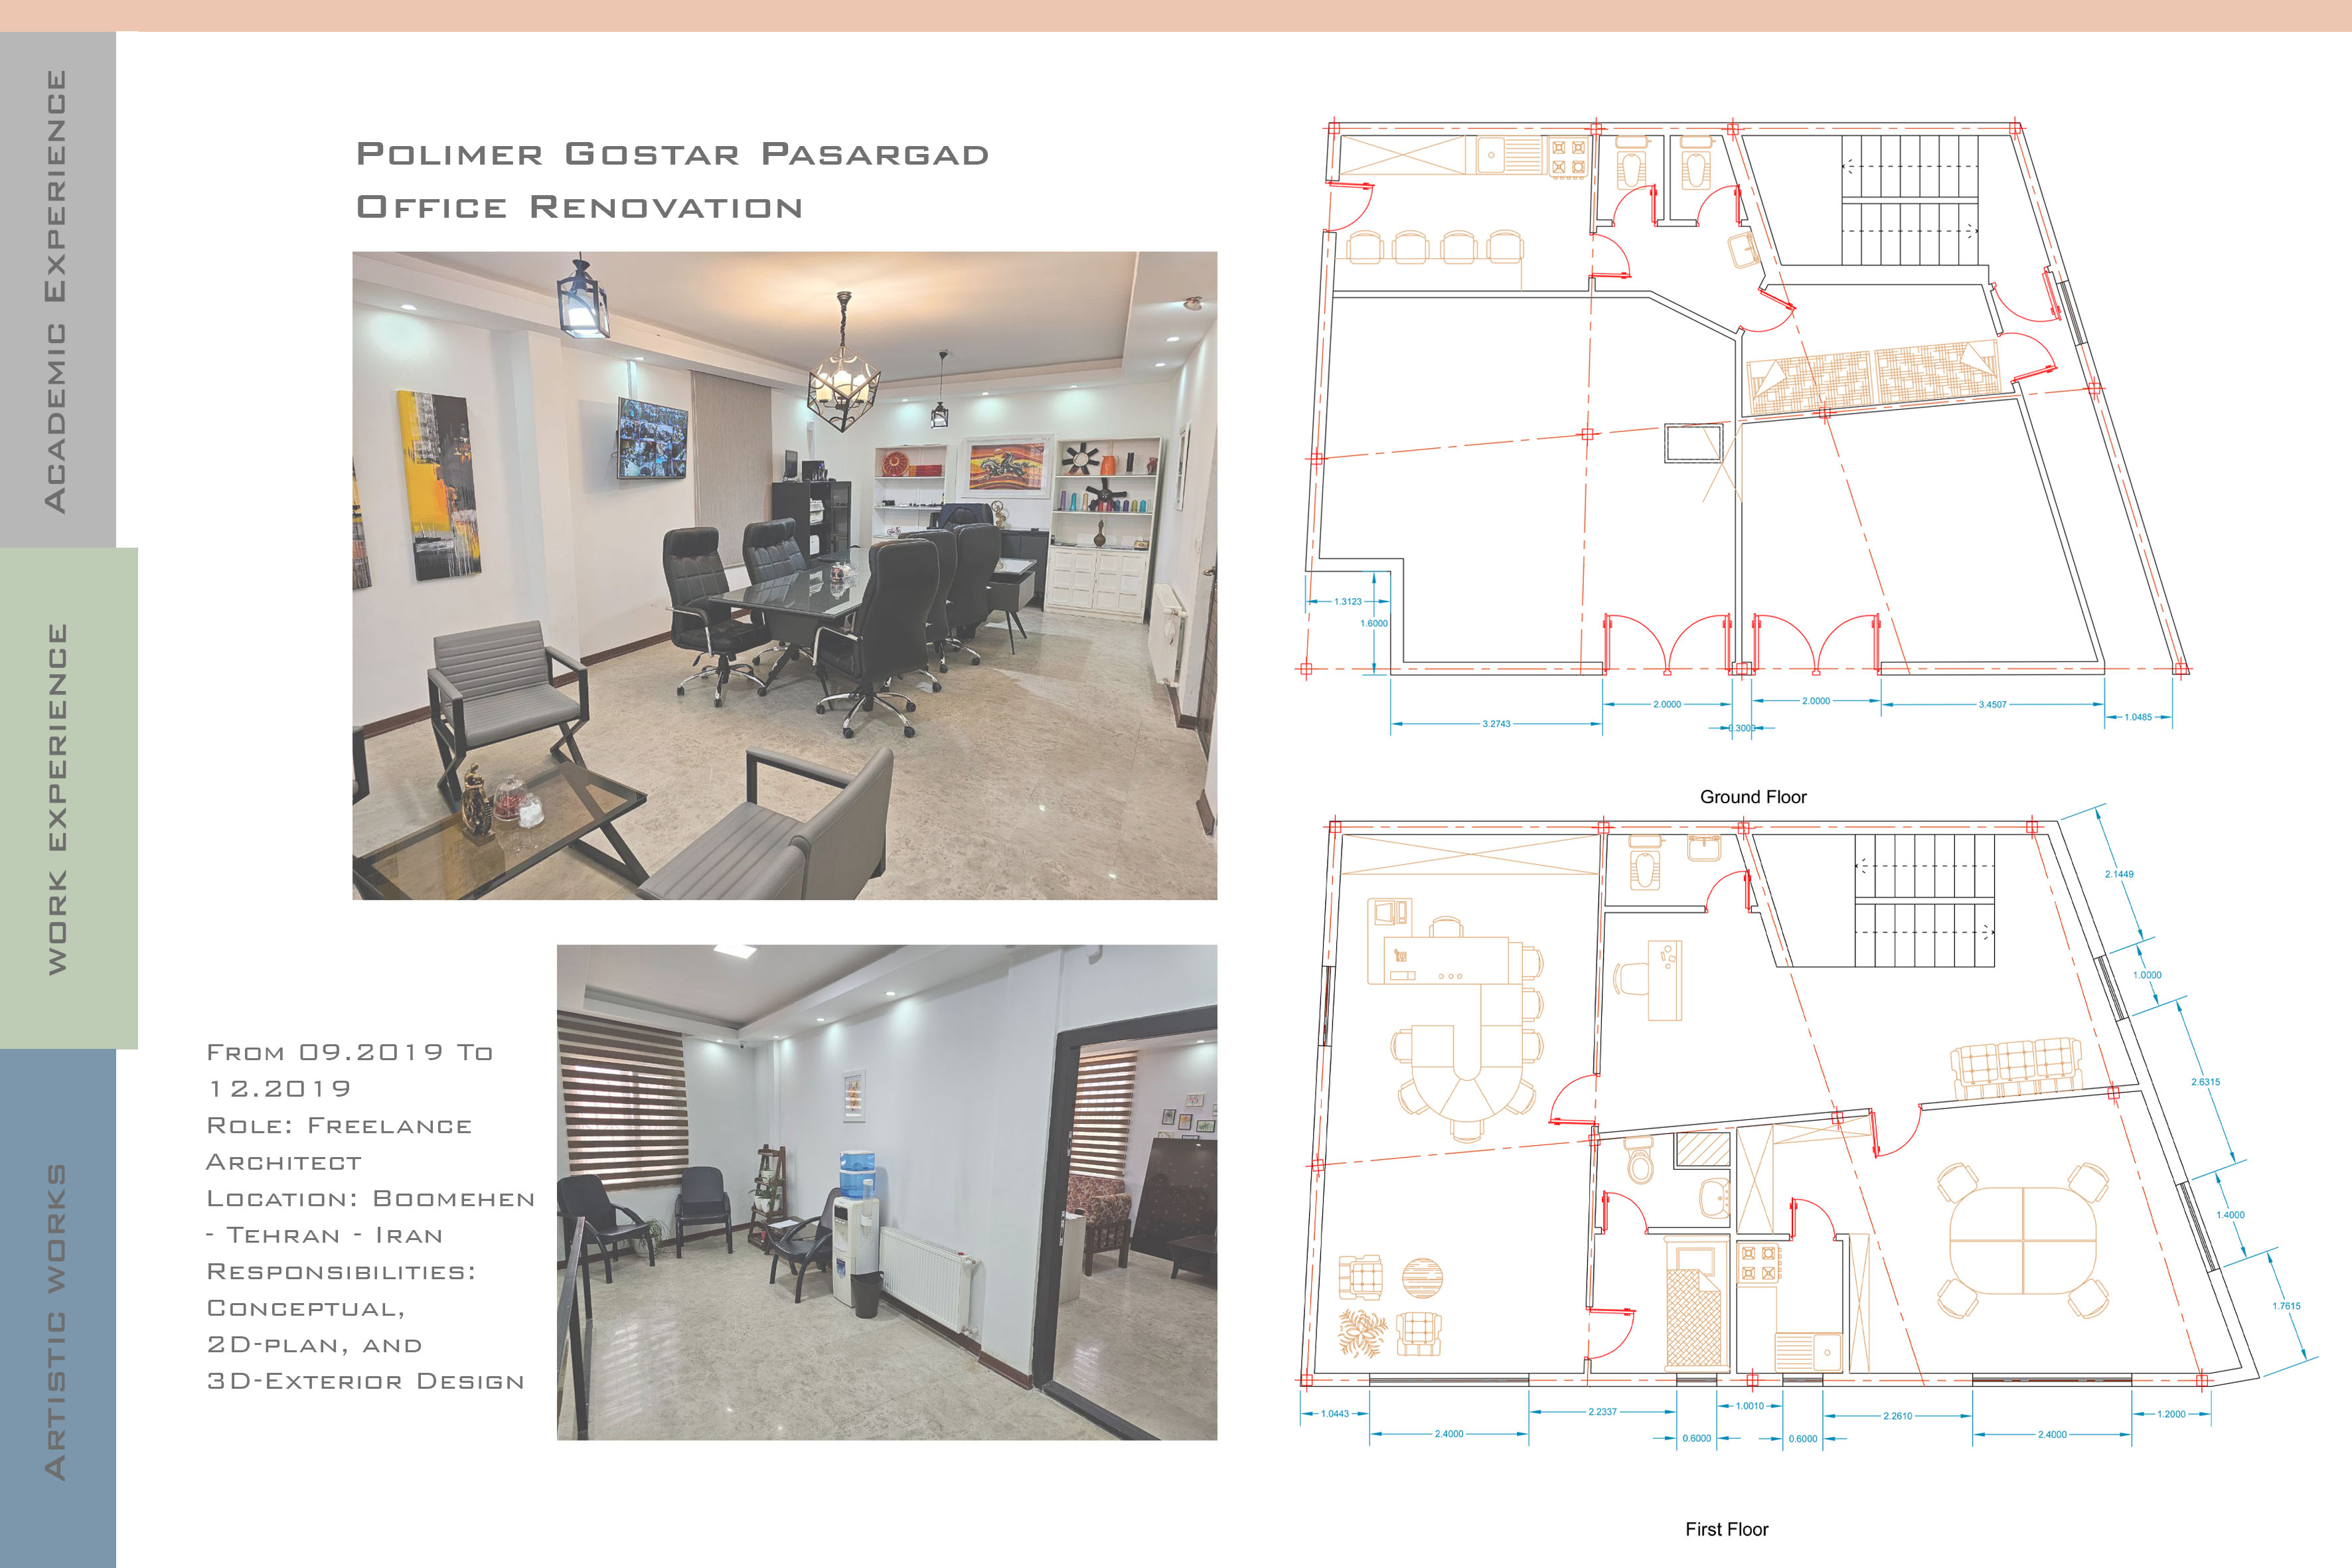 ACADEMIC EXPERIENCE
WORK EXPERIENCE
ARTISTIC WORKS
POLIMER GOSTAR PASARGAD
OFFICE RENOVATION
FROM 09.2019 TO
12.2019
ROLE: FREELANCE
ARCHITECT
LOCATION: BOOMEHEN
- TEHRAN - IRAN
RESPONSIBILITIES:
CONCEPTUAL,
2D-PLAN, AND
3D-EXTERIOR DESIGN
1.3123
1.6000
3.2743
2.0000
0.3000
2.0000
3.4507
1.0485
Ground Floor
2.1449
1.0000
2.6315
1.4000
1.7615
1.0443
2.4000
2.2337
0.6000
1.0010
0.6000
2.2610
2.4000
1.2000
First Floor